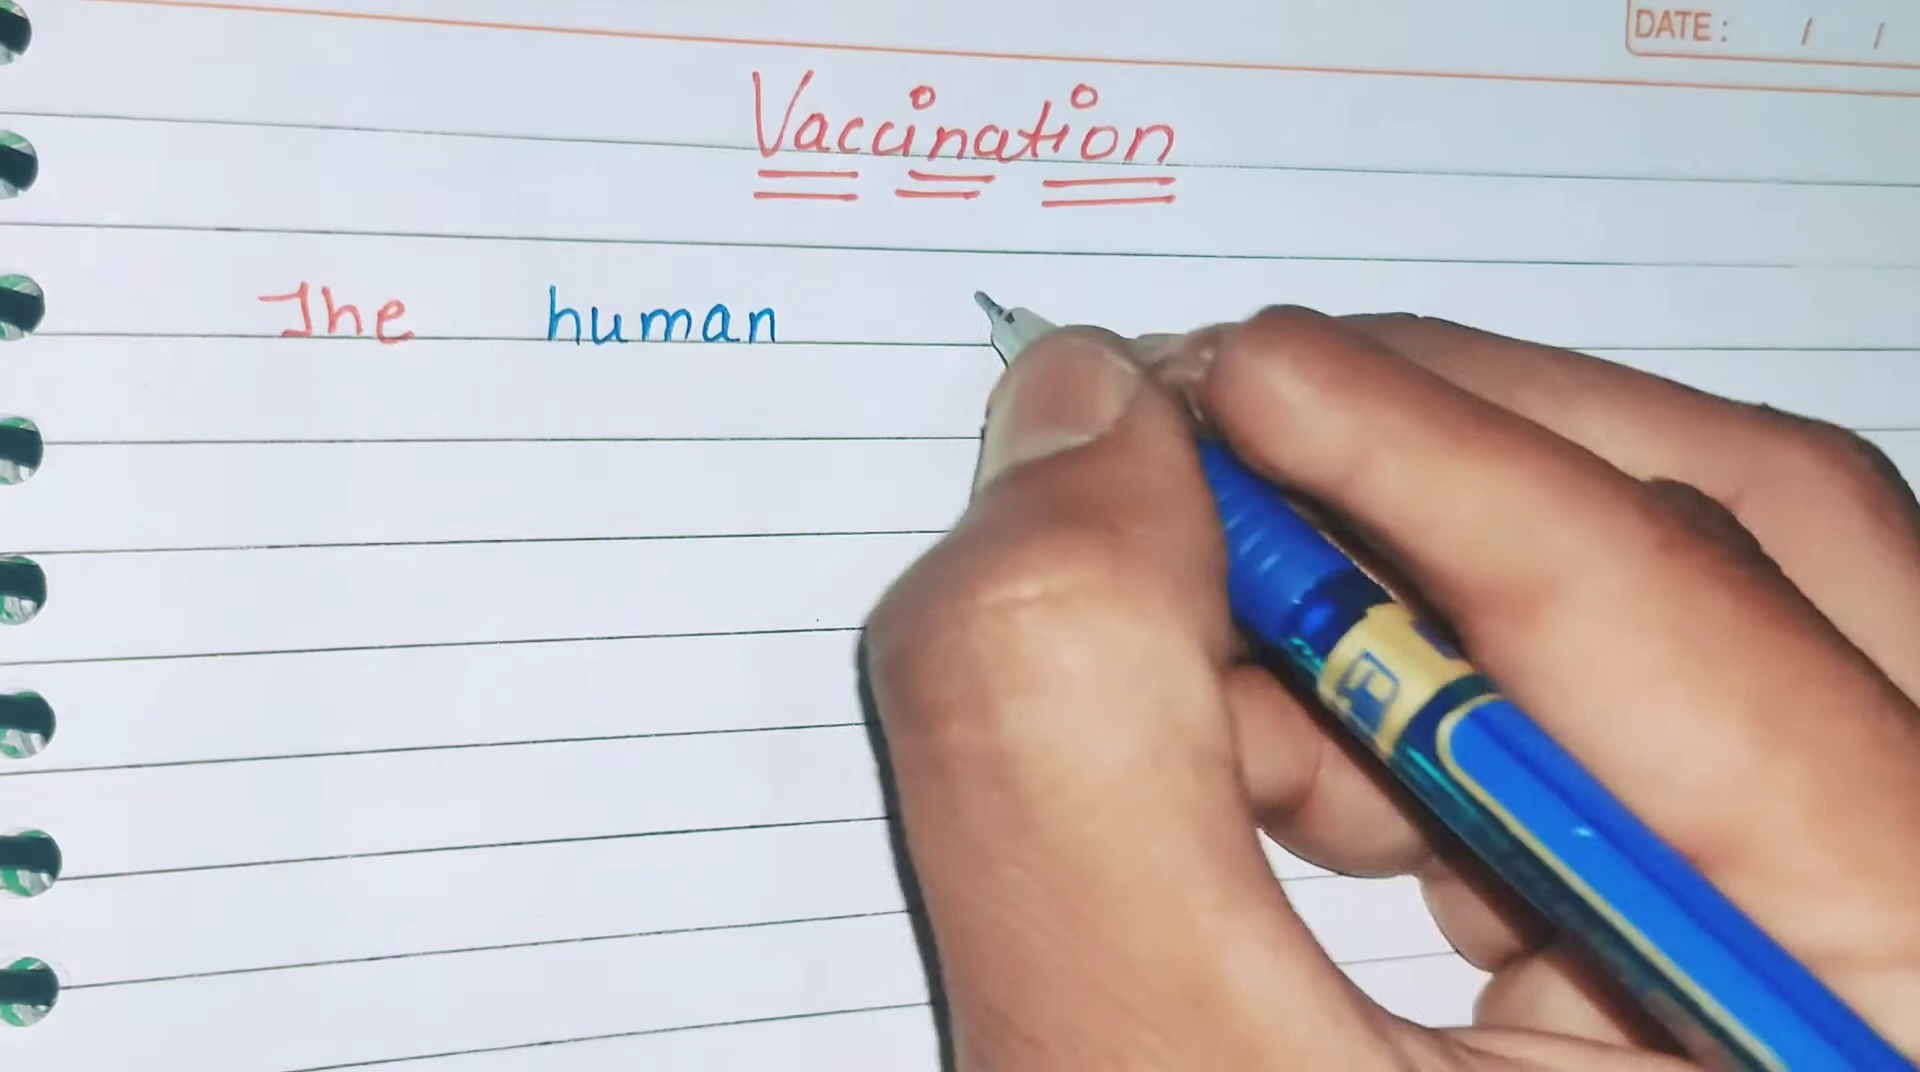 DATE: / /
Vaccination
The human